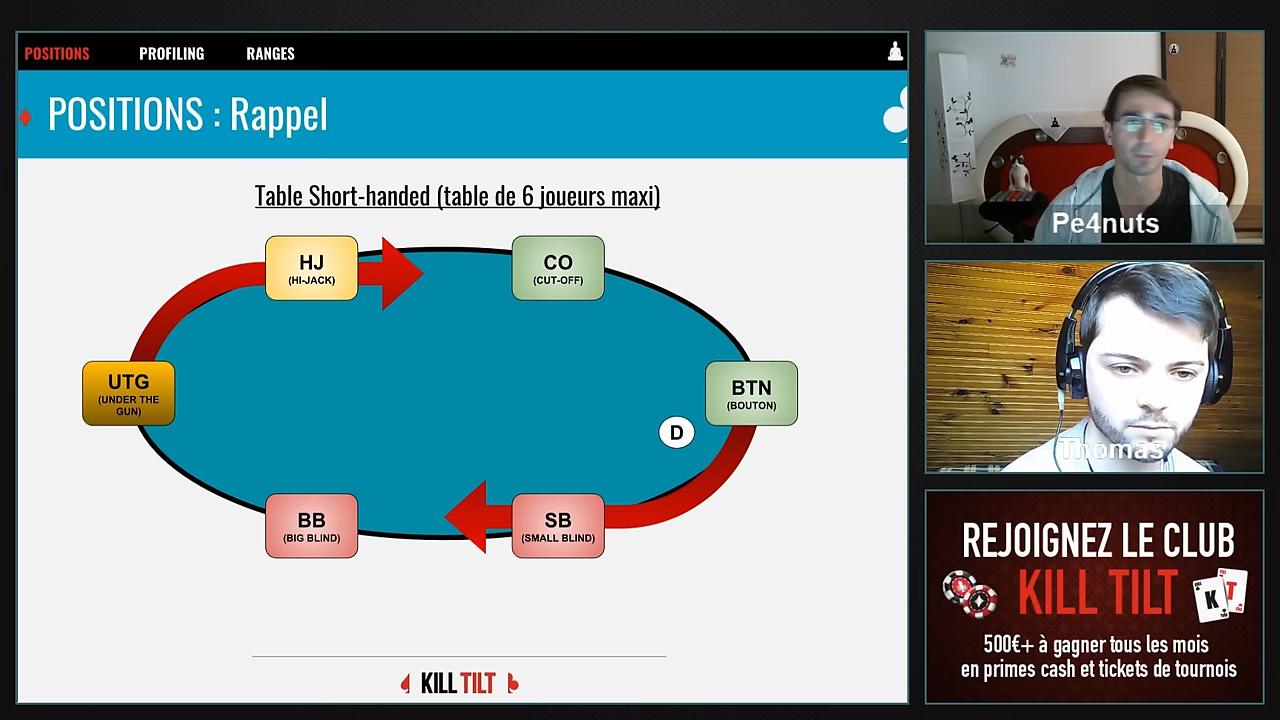 POSITIONS PROFILING RANGES
POSITIONS : Rappel
Table Short-handed (table de 6 joueurs maxi)
HJ
(HI-JACK)
CO
(CUT-OFF)
UTG
(UNDER THE
GUN)
BTN
(BOUTON)
D
BB
(BIG BLIND)
SB
(SMALL BLIND)
KILL TILT
Pe4nuts
Thomas
REJOIGNEZ LE CLUB
KILL TILT
K T
500€+ à gagner tous les mois
en primes cash et tickets de tournois